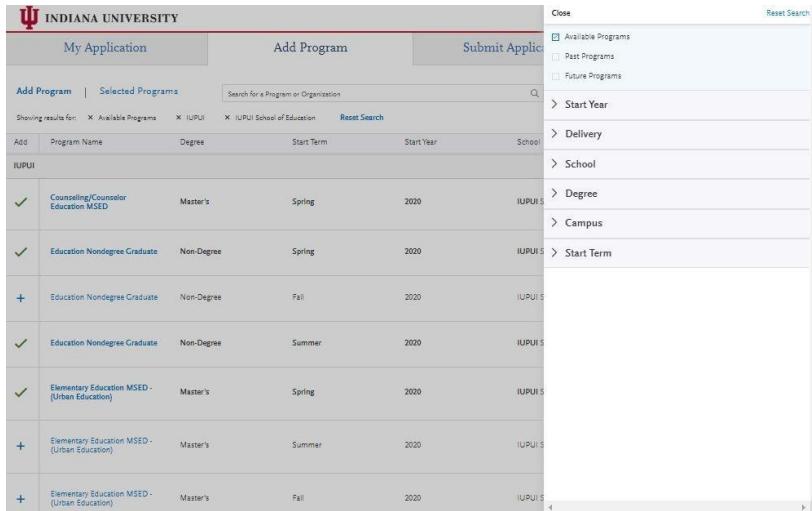 INDIANA UNIVERSITY
My Application Add Program Submit Applica
Add Program | Selected Programs Search for a Program or Organization
Showing results for: X Available Programs X IUPUI X IUPUI School of Education Reset Search
Add Program Name Degree Start Term Start Year School
IUPUI
Counseling/Counselor
Education MSED Master's Spring 2020 IUPUI S
Education Nondegree Graduate Non-Degree Spring 2020 IUPUI S
Education Nondegree Graduate Non-Degree Fall 2020 IUPUI S
Education Nondegree Graduate Non-Degree Summer 2020 IUPUI S
Elementary Education MSED -
(Urban Education) Master's Spring 2020 IUPUI S
Elementary Education MSED -
(Urban Education) Master's Summer 2020 IUPUI S
Elementary Education MSED -
(Urban Education) Master's Fall 2020 IUPUI S
Close Reset Search
Available Programs
Past Programs
Future Programs
> Start Year
> Delivery
> School
> Degree
> Campus
> Start Term